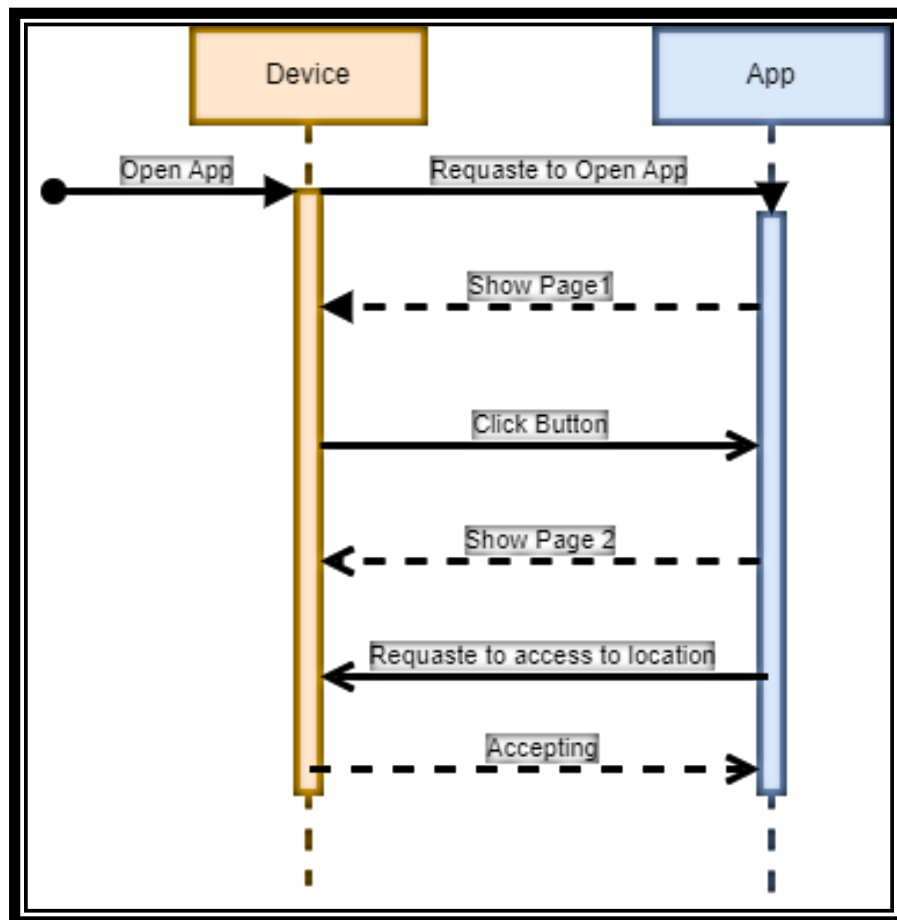 Device
App
Open App
Requaste to Open App
Show Page1
Click Button
Show Page 2
Requaste to access to location
Accepting